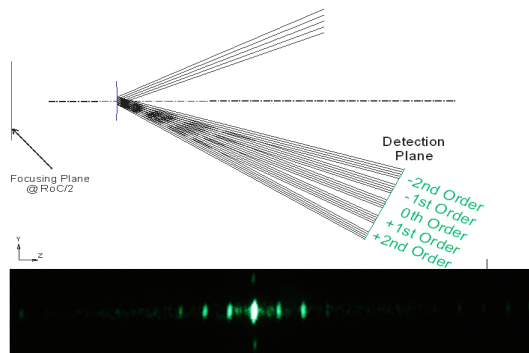 Detection
Plane
-2nd Order
-1st Order
0th Order
+1st Order
+2nd Order
Focusing Plane
@RoC/2
Y
Z